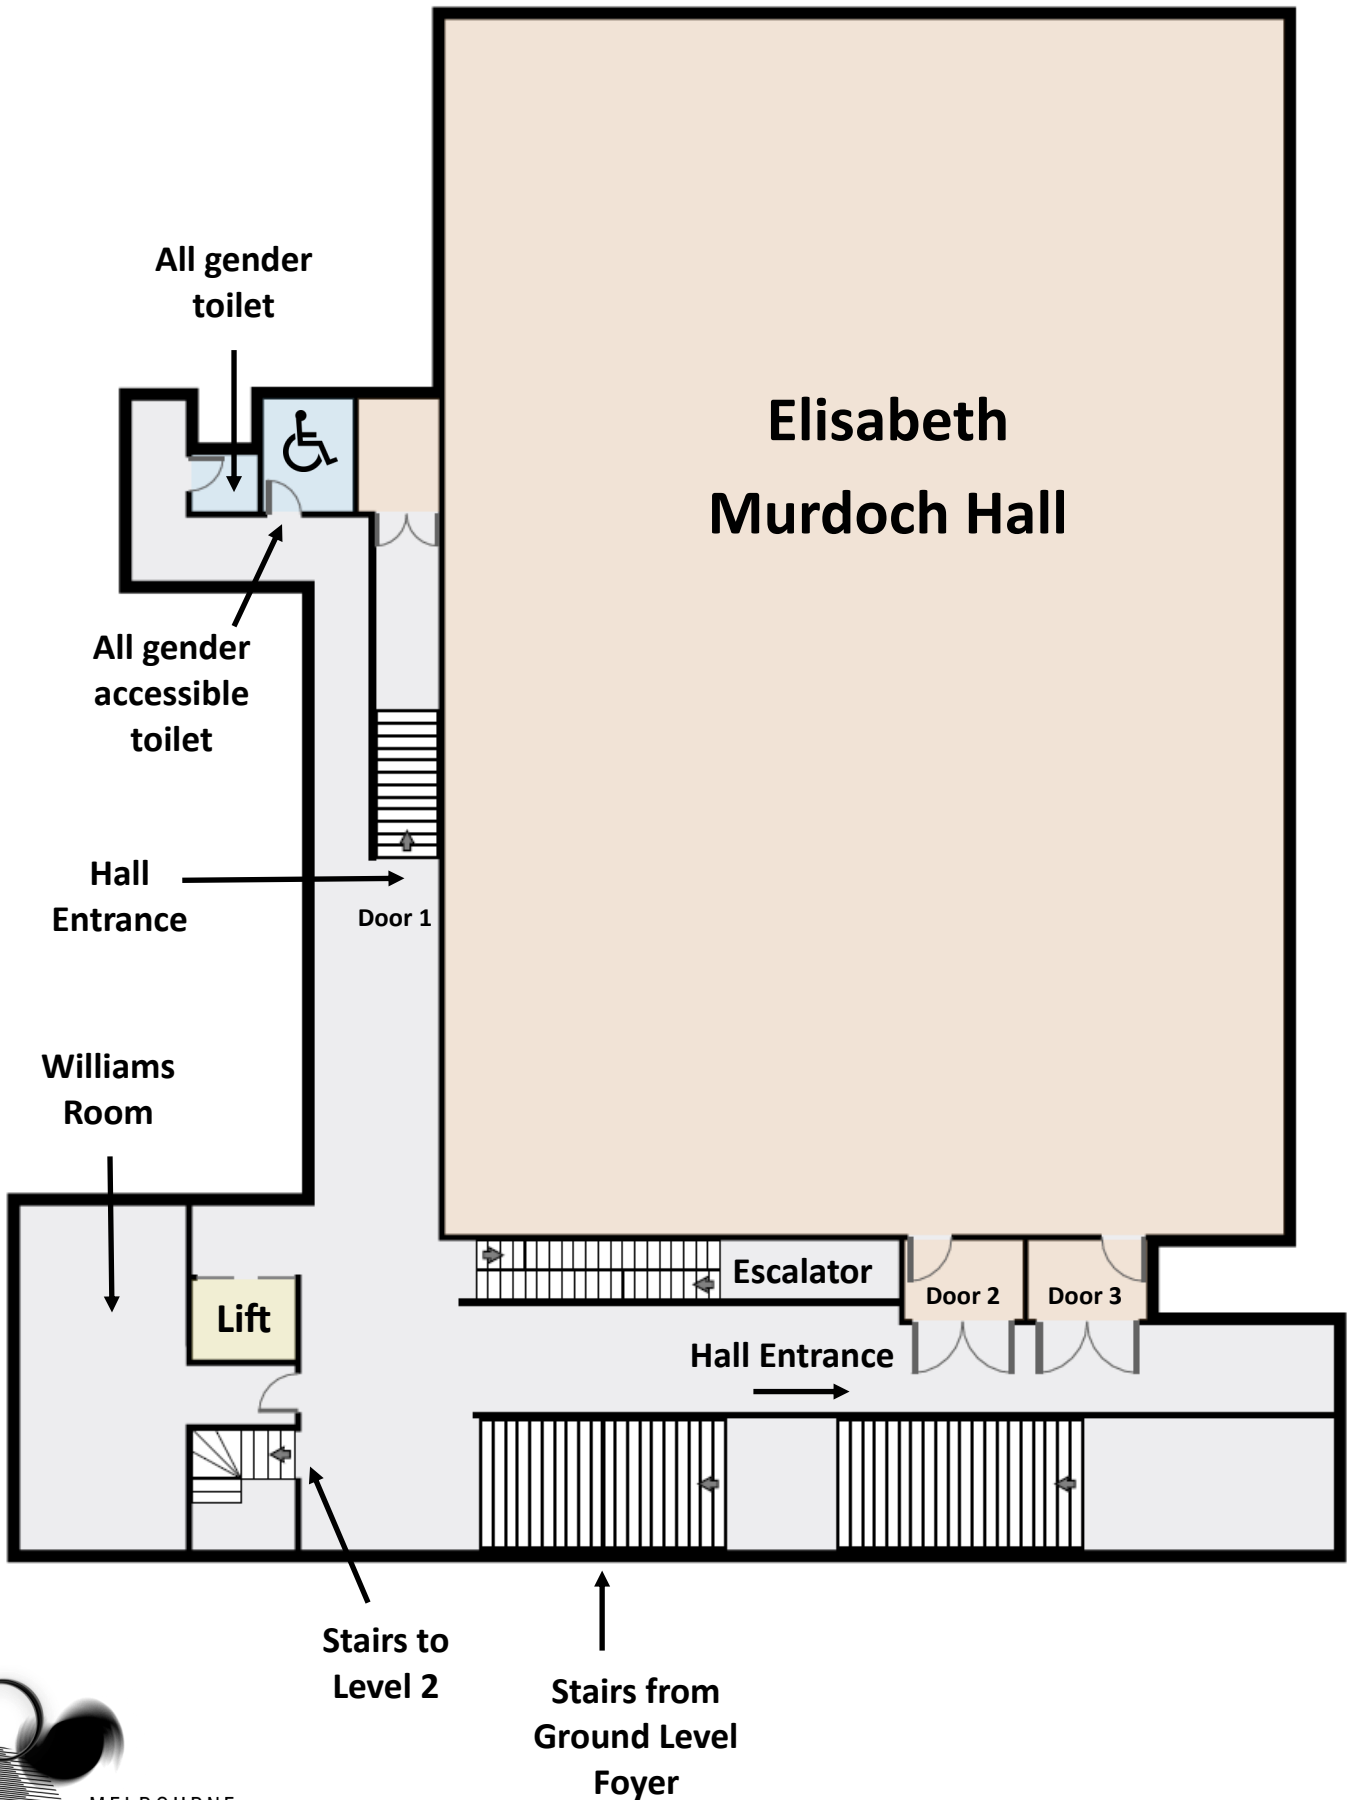 All gender
toilet
Elisabeth
Murdoch Hall
All gender
accessible
toilet
Hall
Entrance
Door 1
Williams
Room
Escalator
Door 2
Door 3
Lift
Hall Entrance
Stairs to
Level 2
Stairs from
Ground Level
Foyer
MELBOURNE